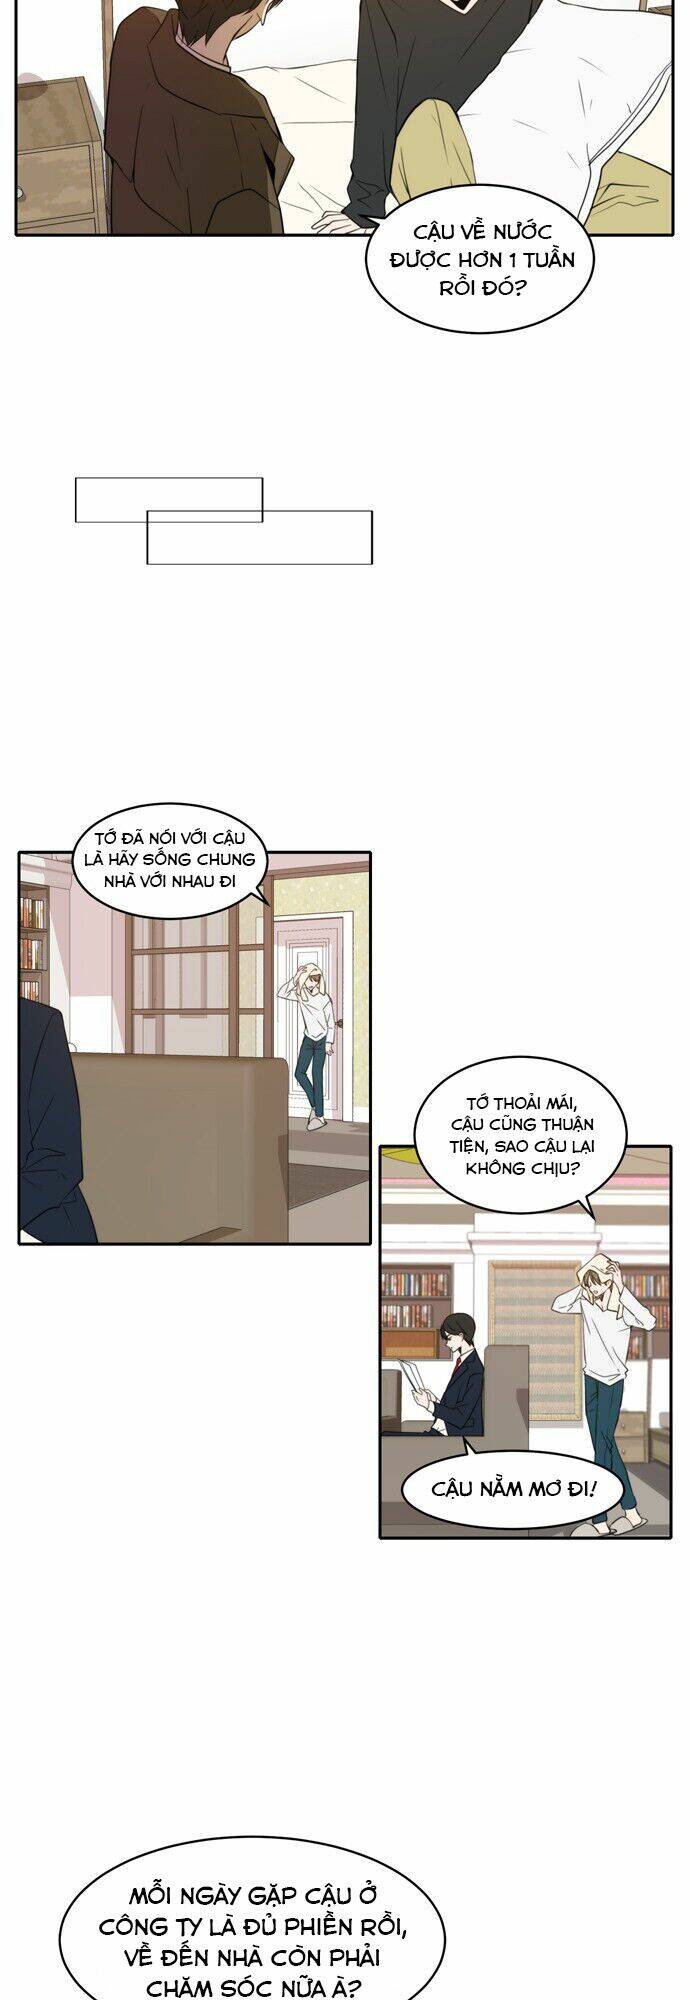 CẬU VỀ NƯỚC
ĐƯỢC HƠN 1 TUẦN
RỒI ĐÓ?
TỚ ĐÃ NÓI VỚI CẬU
LÀ HÃY SỐNG CHUNG
NHÀ VỚI NHAU ĐI
TỚ THOẢI MÁI,
CẬU CŨNG THUẬN
TIỆN, SAO CẬU LẠI
KHÔNG CHỊU?
CẬU NẰM MƠ ĐI!
MỖI NGÀY GẶP CẬU Ở
CÔNG TY LÀ ĐỦ PHIỀN RỒI,
VỀ ĐẾN NHÀ CÒN PHẢI
CHĂM SÓC NỮA À?